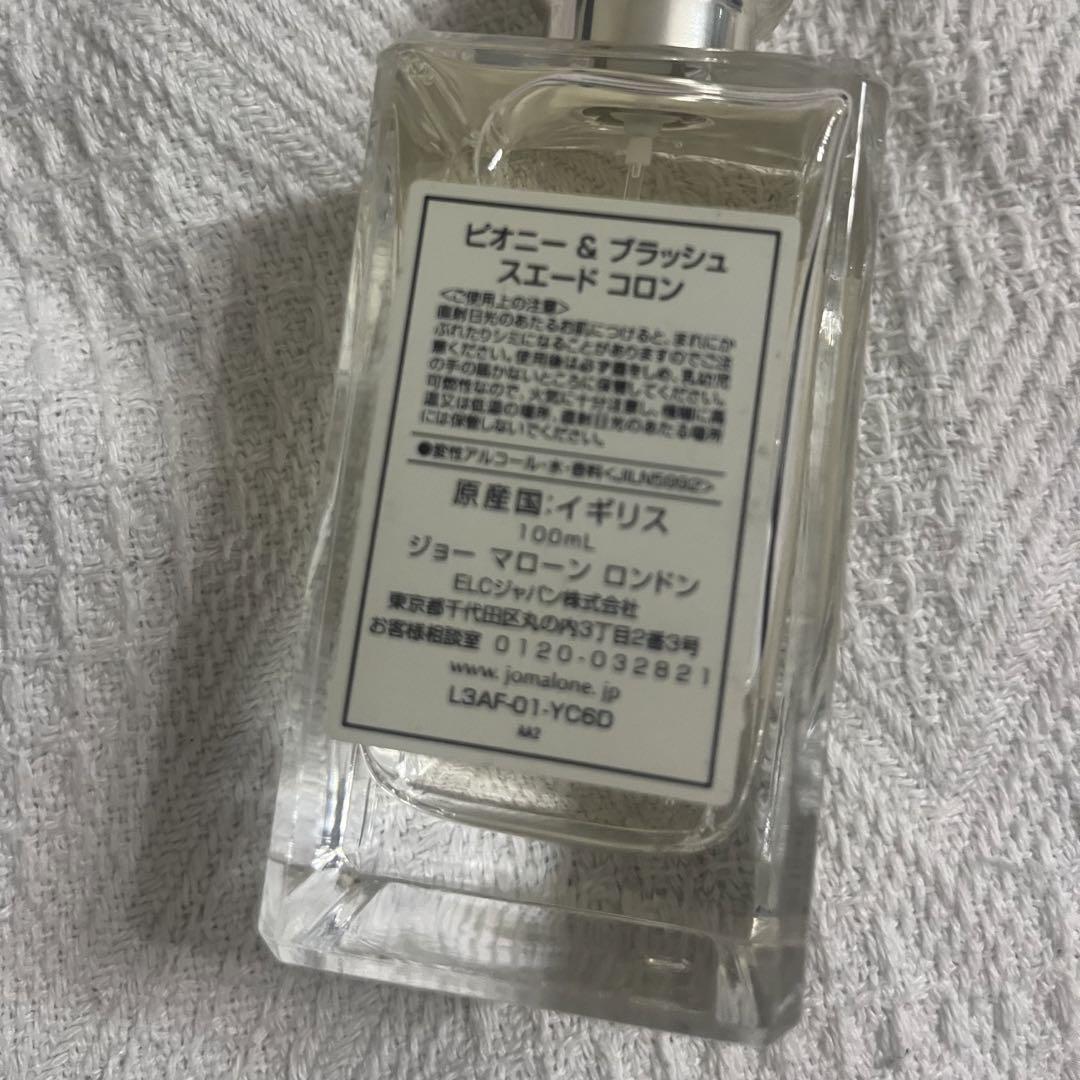 ピオニー & ブラッシュ
スエード コロン
<ご使用上の注意>
直射日光のあたるお肌につけると、まれにか
ぶれたりシミになることがありますのでご注
意ください。使用後は必ず蓋をしめ、乳幼児
の手の届かないところに保管してください。
可燃性なので、火気に十分注意し、極端に高
温又は低温の場所、直射日光のあたる場所
には保管しないでください。
●変性アルコール・水・香料<JILN5992>
原産国:イギリス
100mL
ジョー マローン ロンドン
ELCジャパン株式会社
東京都千代田区丸の内3丁目2番3号
お客様相談室 0120-032821
www.jomalone.jp
L3AF-01-YC6D
AA2